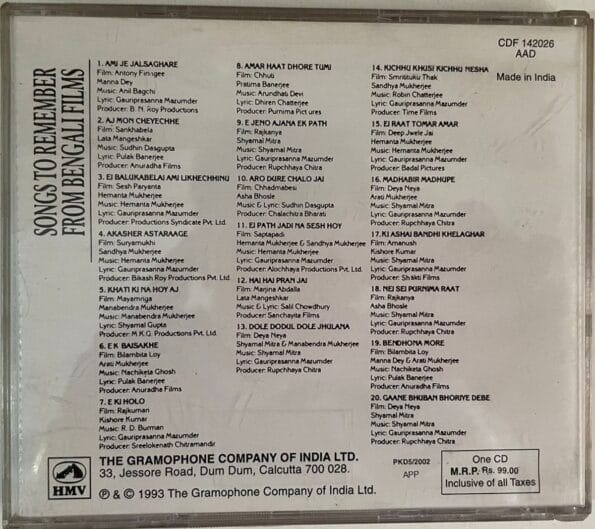 SONGS TO REMEMBER
FROM BENGALI FILMS
1. AMI JE JALSAGHARE
Film: Antony Firingee
Manna Dey
Music: Anil Bagchi
Lyric: Gauriprasanna Mazumder
Producer: B. N. Roy Productions
2. AJ MON CHEYECHHE
Film: Sankhabela
Lata Mangeshkar
Music: Sudhin Dasgupta
Lyric: Pulak Banerjee
Producer: Anuradha Films
3. EI BALUKABELAI AMI LIKHECHHINU
Film: Sesh Paryanta
Hemanta Mukherjee
Music: Hemanta Mukherjee
Lyric: Gauriprasanna Mazumder
Producer: Productions Syndicate Pvt. Ltd.
4. AKASHER ASTARAAGE
Film: Suryamukhi
Sandhya Mukherjee
Music: Hemanta Mukherjee
Lyric: Gauriprasanna Mazumder
Producer: Bikash Roy Productions Pvt. Ltd.
5. KHATI KI NA HOY AJ
Film: Mayamriga
Manabendra Mukherjee
Music: Manabendra Mukherjee
Lyric: Shyamal Gupta
Producer: M.K.G. Productions Pvt. Ltd.
6. E K BAISAKHE
Film: Bilambita Loy
Arati Mukherjee
Music: Nachiketa Ghosh
Lyric: Pulak Banerjee
Producer: Anuradha Films
7. E KI HOLO
Film: Rajkumari
Kishore Kumar
Music: R. D. Burman
Lyric: Gauriprasanna Mazumder
Producer: Sreelokenath Chitramandir
8. AMAR HAAT DHORE TUMI
Film: Chhuti
Pratima Banerjee
Music: Arundhati Devi
Lyric: Dhiren Chatterjee
Producer: Purnima Pictures
9. E JENO AJANA EK PATH
Film: Rajkanya
Shyamal Mitra
Music: Shyamal Mitra
Lyric: Gauriprasanna Mazumder
Producer: Rupchhaya Chitra
10. ARO DURE CHALO JAI
Film: Chhadmabesi
Asha Bhosle
Music & Lyric: Sudhin Dasgupta
Producer: Chalachitra Bharati
11. EI PATH JADI NA SESH HOY
Film: Saptapadi
Hemanta Mukherjee & Sandhya Mukherjee
Music: Hemanta Mukherjee
Lyric: Gauriprasanna Mazumder
Producer: Alochhaya Productions Pvt. Ltd.
12. HAI HAI PRAN JAI
Film: Marjina Abdalla
Lata Mangeshkar
Music & Lyric: Salil Chowdhury
Producer: Sanchayita Films
13. DOLE DODUL DOLE JHULANA
Film: Deya Neya
Shyamal Mitra & Manabendra Mukherjee
Music: Shyamal Mitra
Lyric: Gauriprasanna Mazumder
Producer: Rupchhaya Chitra
CDF 142026
AAD
Made in India
14. KICHHU KHUSI KICHHU NESHA
Film: Smritituku Thak
Sandhya Mukherjee
Music: Robin Chatterjee
Lyric: Gauriprasanna Mazumder
Producer: Time Films
15. EI RAAT TOMAR AMAR
Film: Deep Jwele Jai
Hemanta Mukherjee
Music: Hemanta Mukherjee
Lyric: Gauriprasanna Mazumder
Producer: Badal Pictures
16. MADHABIR MADHUPE
Film: Deya Neya
Arati Mukherjee
Music: Shyamal Mitra
Lyric: Gauriprasanna Mazumder
Producer: Rupchhaya Chitra
17. KI ASHAI BANDHI KHELAGHAR
Film: Amanush
Kishore Kumar
Music: Shyamal Mitra
Lyric: Gauriprasanna Mazumder
Producer: Shakti Films
18. NEI SEI PURNIMA RAAT
Film: Rajkanya
Asha Bhosle
Music: Shyamal Mitra
Lyric: Gauriprasanna Mazumder
Producer: Rupchhaya Chitra
19. BENDHONA MORE
Film: Bilambita Loy
Manna Dey & Arati Mukherjee
Music: Nachiketa Ghosh
Lyric: Pulak Banerjee
Producer: Anuradha Films
20. GAANE BHUBAN BHORIYE DEBE
Film: Deya Neya
Shyamal Mitra
Music: Shyamal Mitra
Lyric: Gauriprasanna Mazumder
Producer: Rupchhaya Chitra
HMV
THE GRAMOPHONE COMPANY OF INDIA LTD.
33, Jessore Road, Dum Dum, Calcutta 700 028.
℗ & © 1993 The Gramophone Company of India Ltd.
PKD5/2002
APP
One CD
M.R.P. Rs. 99.00
Inclusive of all Taxes